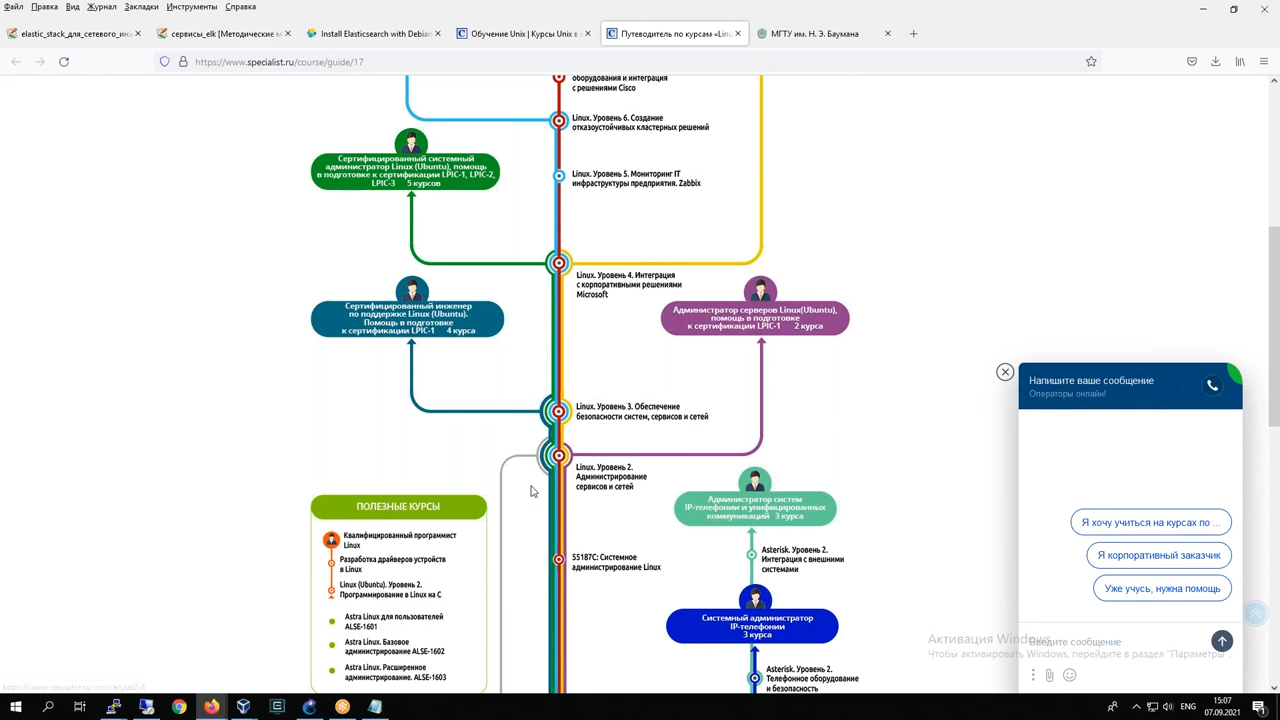 Файл Правка Вид Журнал Закладки Инструменты Справка
elastic_stack_для_сетевого_ин
сервисы_elk [Методические м
Install Elasticsearch with Debian
Обучение Unix | Курсы Unix в
Путеводитель по курсам «Linu
МГТУ им. Н. Э. Баумана
https://www.specialist.ru/course/guide/17
оборудования и интеграция
с решениями Cisco
Linux. Уровень 6. Создание
отказоустойчивых кластерных решений
Сертифицированный системный
администратор Linux (Ubuntu), помощь
в подготовке к сертификации LPIC-1, LPIC-2,
LPIC-3 5 курсов
Linux. Уровень 5. Мониторинг IT
инфраструктуры предприятия. Zabbix
Linux. Уровень 4. Интеграция
с корпоративными решениями
Microsoft
Сертифицированный инженер
по поддержке Linux (Ubuntu).
Помощь в подготовке
к сертификации LPIC-1 4 курса
Администратор серверов Linux(Ubuntu),
помощь в подготовке
к сертификации LPIC-1 2 курса
Linux. Уровень 3. Обеспечение
безопасности систем, сервисов и сетей
Linux. Уровень 2.
Администрирование
сервисов и сетей
Администратор систем
IP-телефонии и унифицированных
коммуникаций 3 курса
ПОЛЕЗНЫЕ КУРСЫ
Квалифицированный программист
Linux
Разработка драйверов устройств
в Linux
Linux (Ubuntu). Уровень 2.
Программирование в Linux на С
Astra Linux для пользователей
ALSE-1601
Astra Linux. Базовое
администрирование ALSE-1602
Astra Linux. Расширенное
администрирование. ALSE-1603
55187С: Системное
администрирование Linux
Asterisk. Уровень 2.
Интеграция с внешними
системами
Системный администратор
IP-телефонии
3 курса
Asterisk. Уровень 2.
Телефонное оборудование
и безопасность
Напишите ваше сообщение
Операторы онлайн!
Я хочу учиться на курсах по ...
Я корпоративный заказчик
Уже учусь, нужна помощь
Введите сообщение
Активация Windows
Чтобы активировать Windows, перейдите в раздел "Параметры".
ENG
15:07
07.09.2021